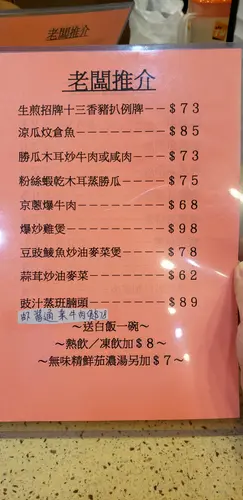 老闆推介
老闆推介
生煎招牌十三香豬扒例牌--$73
涼瓜炆倉魚------$85
勝瓜木耳炒牛肉或咸肉---$73
粉絲蝦乾木耳蒸勝瓜----$75
京蔥爆牛肉------$68
爆炒雞煲-------$98
豆豉鯪魚炒油麥菜煲----$78
蒜茸炒油麥菜------$62
豉汁蒸班腩頭------$89
~送白飯一碗~
~熱飲/凍飲加$8~
~無味精鮮茄濃湯另加$7~